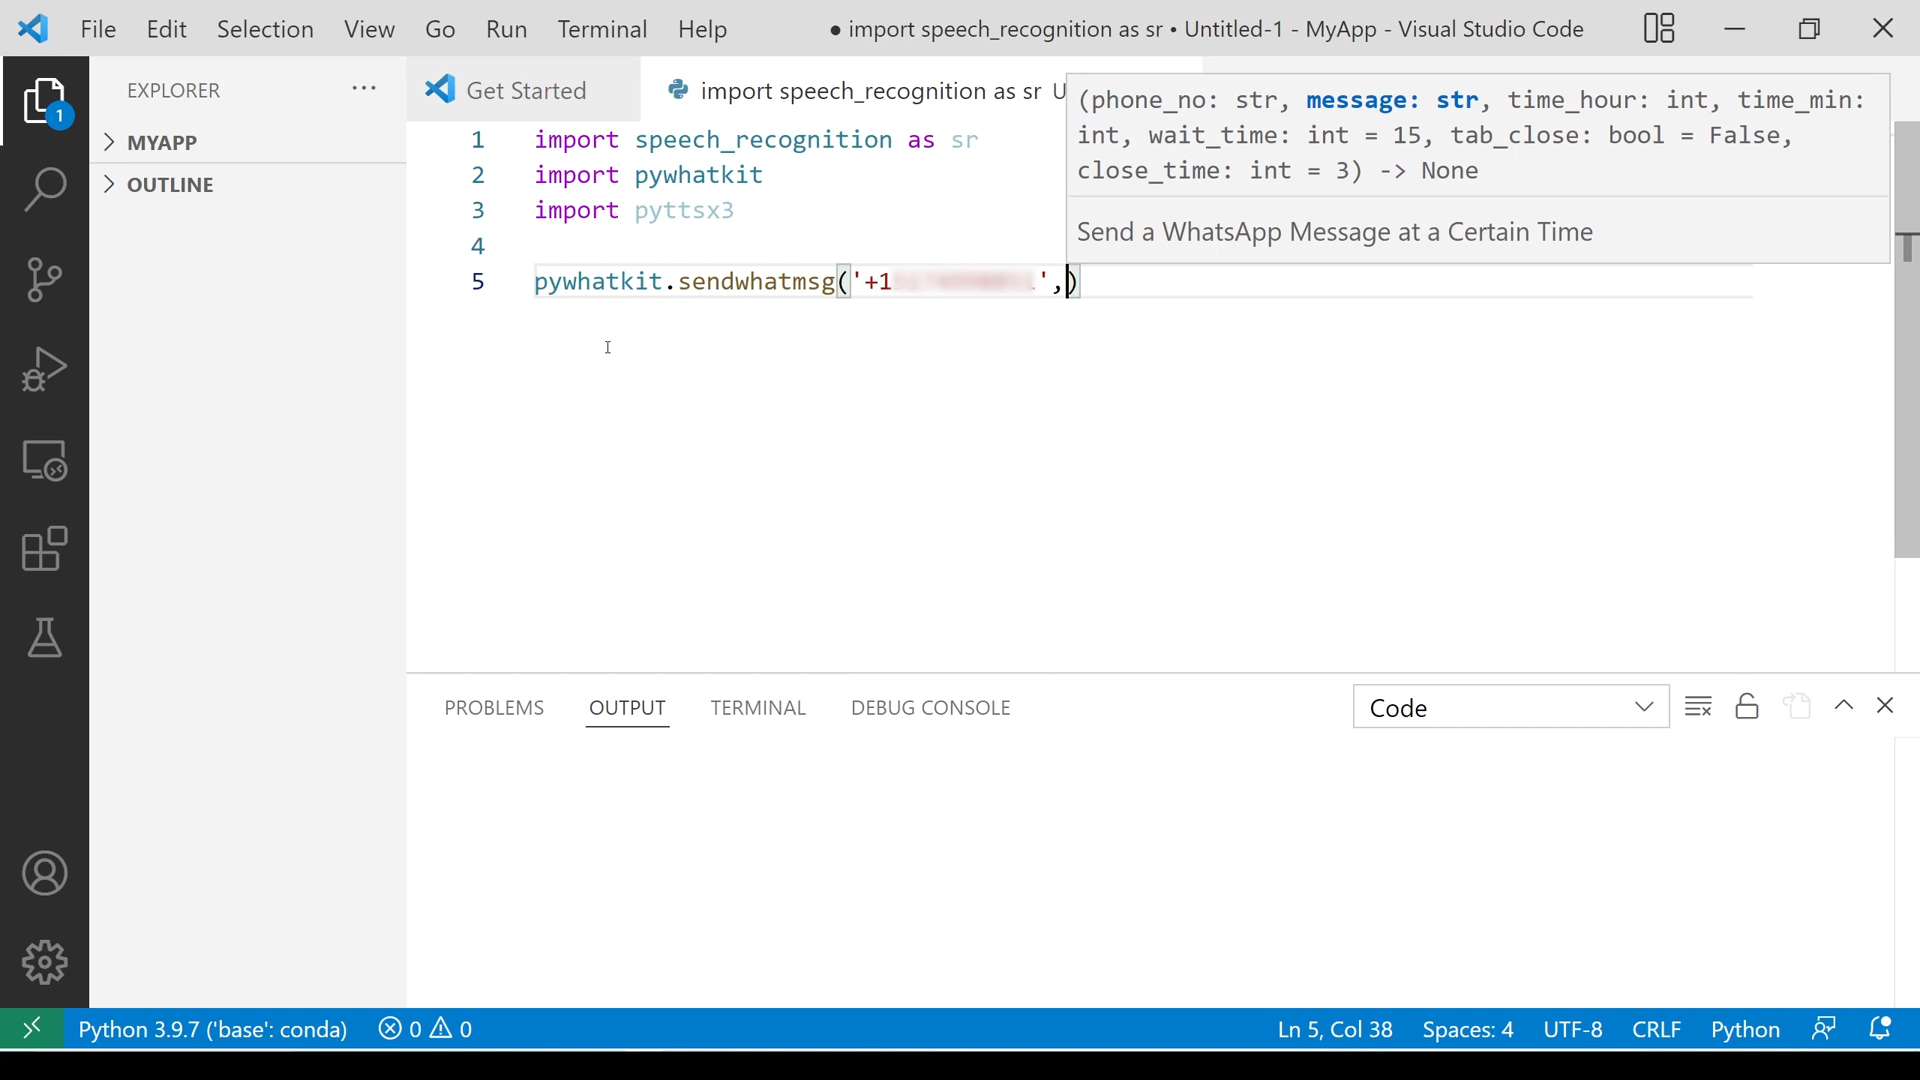 File Edit Selection View Go Run Terminal Help ● import speech_recognition as sr • Untitled-1 - MyApp - Visual Studio Code
EXPLORER ···
Get Started
import speech_recognition as sr U
1
MYAPP
OUTLINE
1 import speech_recognition as sr
2 import pywhatkit
3 import pyttsx3
4
5 pywhatkit.sendwhatmsg('+1 ',)
(phone_no: str, message: str, time_hour: int, time_min:
int, wait_time: int = 15, tab_close: bool = False,
close_time: int = 3) -> None
Send a WhatsApp Message at a Certain Time
PROBLEMS OUTPUT TERMINAL DEBUG CONSOLE Code
Python 3.9.7 ('base': conda) 0 0 Ln 5, Col 38 Spaces: 4 UTF-8 CRLF Python